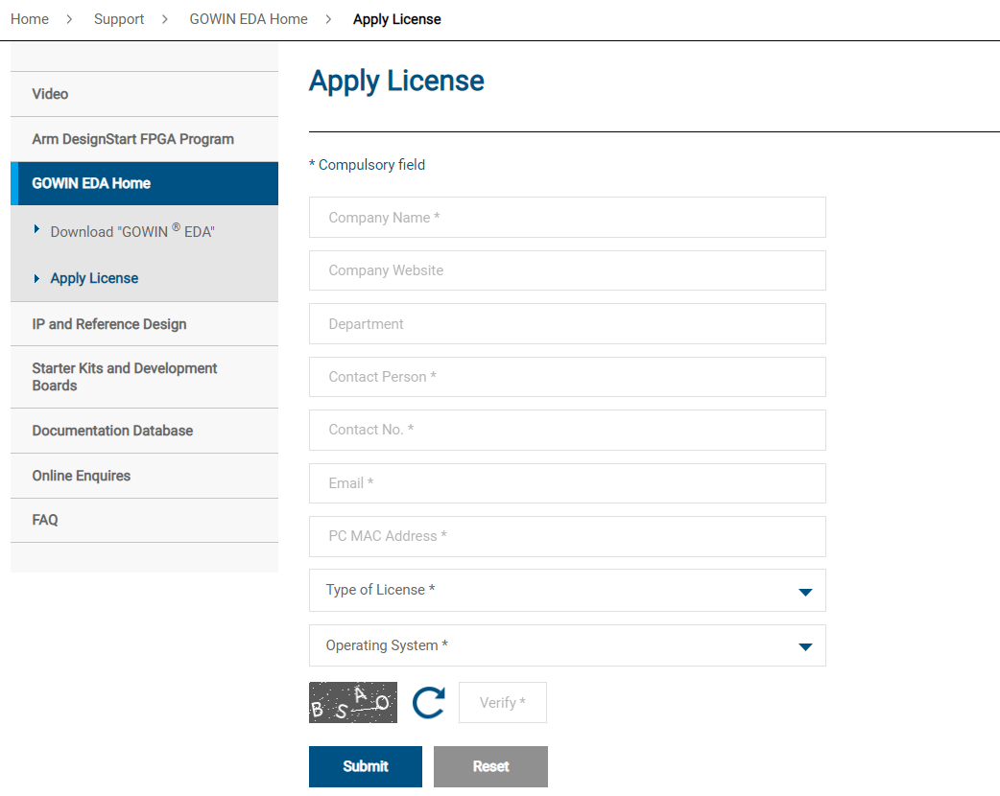 Home > Support > GOWIN EDA Home > Apply License
Video
Arm DesignStart FPGA Program
GOWIN EDA Home
Download "GOWIN ® EDA"
Apply License
IP and Reference Design
Starter Kits and Development
Boards
Documentation Database
Online Enquires
FAQ
Apply License
* Compulsory field
Company Name *
Company Website
Department
Contact Person *
Contact No. *
Email *
PC MAC Address *
Type of License *
Operating System *
BSAO
Verify *
Submit
Reset